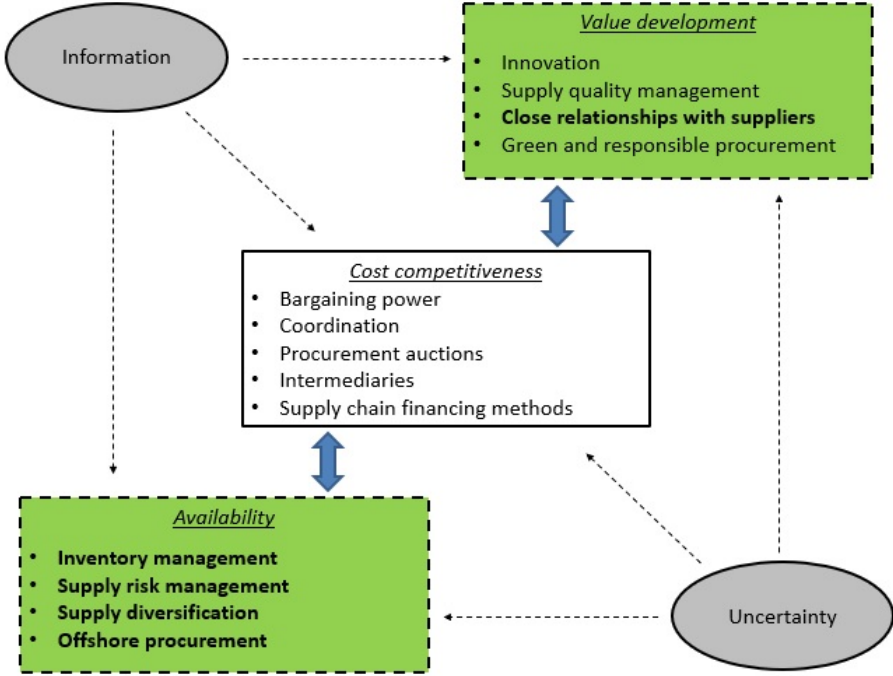 Information
Value development
• Innovation
• Supply quality management
• Close relationships with suppliers
• Green and responsible procurement
Cost competitiveness
• Bargaining power
• Coordination
• Procurement auctions
• Intermediaries
• Supply chain financing methods
Availability
• Inventory management
• Supply risk management
• Supply diversification
• Offshore procurement
Uncertainty